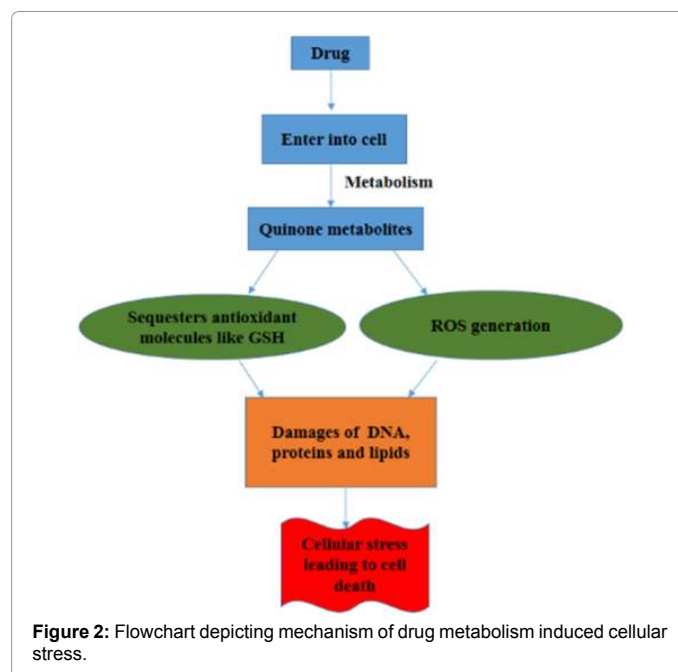 Drug
Enter into cell
Metabolism
Quinone metabolites
Sequesters antioxidant
molecules like GSH
ROS generation
Damages of DNA,
proteins and lipids
Cellular stress
leading to cell
death
Figure 2: Flowchart depicting mechanism of drug metabolism induced cellular
stress.